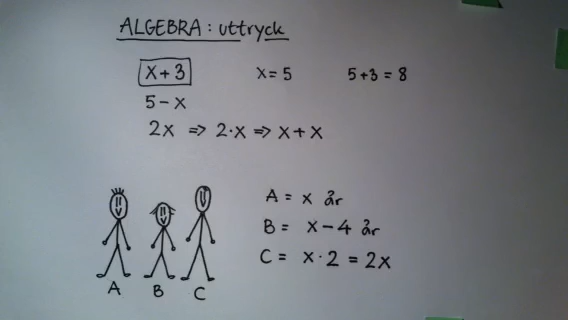 ALGEBRA: uttryck
x+3 x=5 5+3=8
5-x
2x => 2·x => x+x
A = x år
B = x-4 år
C = x·2 = 2x
A B C